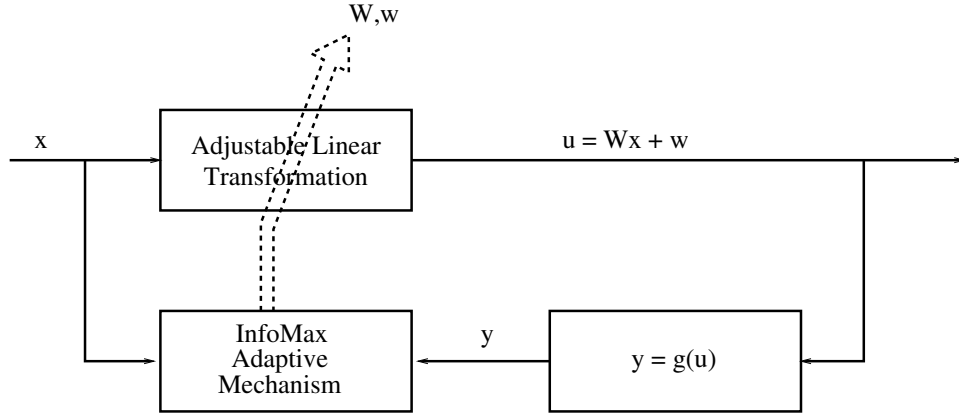 W,w
x
Adjustable Linear
Transformation
u = Wx + w
InfoMax
Adaptive
Mechanism
y
y = g(u)